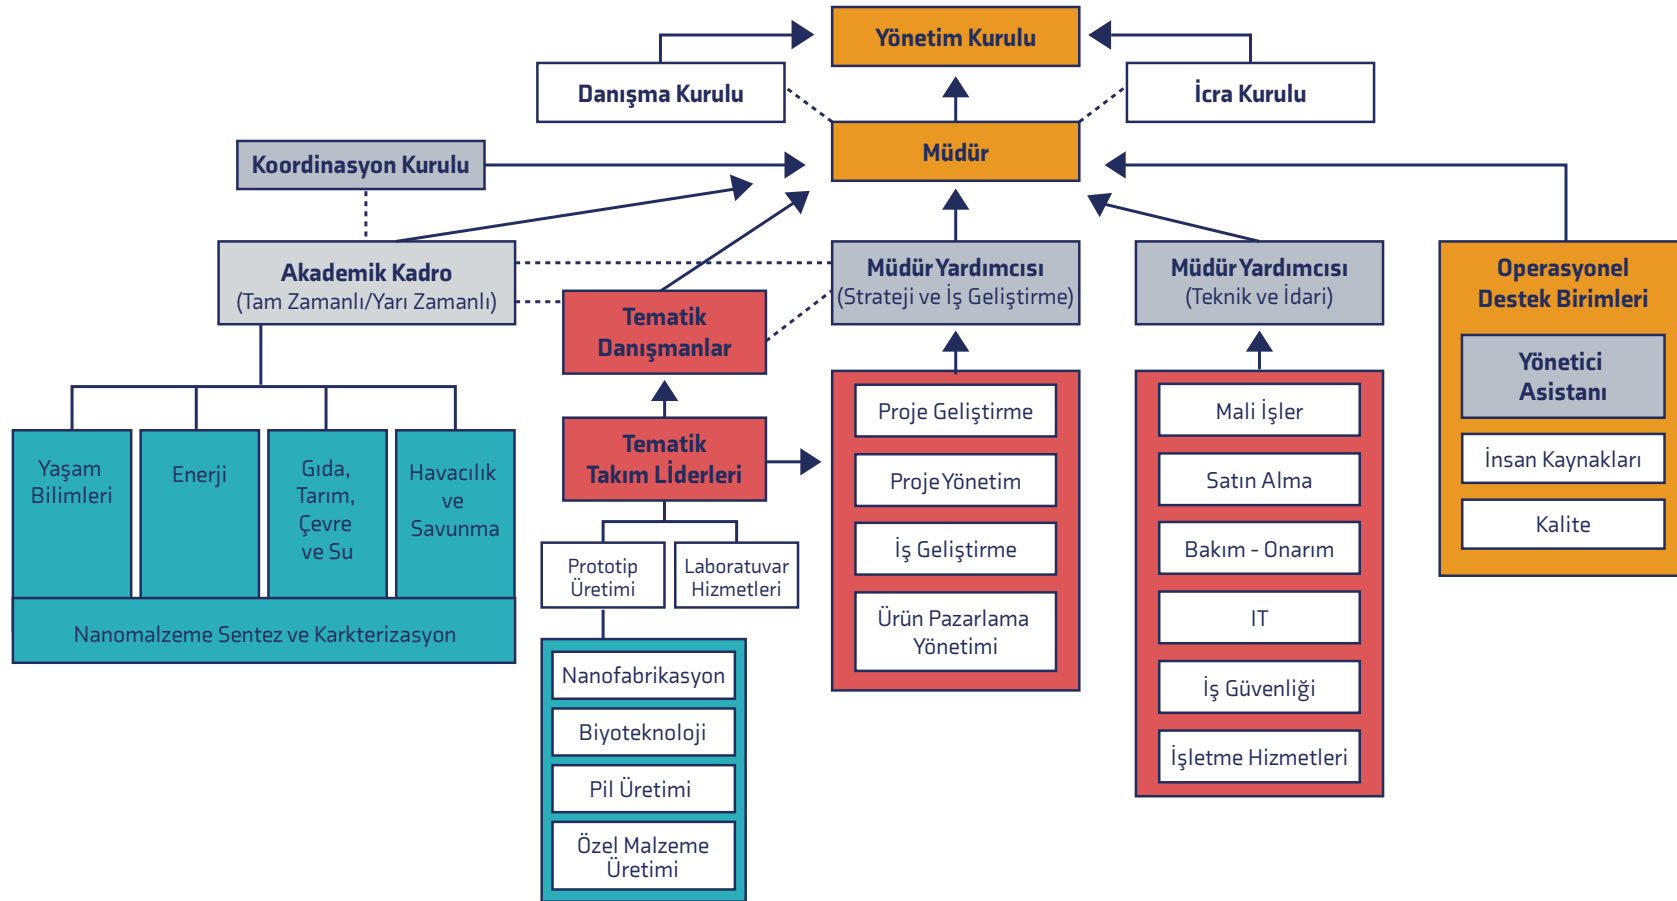 Yönetim Kurulu
Danışma Kurulu
İcra Kurulu
Müdür
Koordinasyon Kurulu
Akademik Kadro
(Tam Zamanlı/Yarı Zamanlı)
Müdür Yardımcısı
(Strateji ve İş Geliştirme)
Müdür Yardımcısı
(Teknik ve İdari)
Operasyonel
Destek Birimleri
Yönetici
Asistanı
İnsan Kaynakları
Kalite
Tematik
Danışmanlar
Tematik
Takım Lİderleri
Prototip
Üretimi
Laboratuvar
Hizmetleri
Nanofabrikasyon
Biyoteknoloji
Pil Üretimi
Özel Malzeme
Üretimi
Yaşam
Bilimleri
Enerji
Gıda,
Tarım,
Çevre
ve Su
Havacılık
ve
Savunma
Nanomalzeme Sentez ve Karkterizasyon
Proje Geliştirme
Proje Yönetim
İş Geliştirme
Ürün Pazarlama
Yönetimi
Mali İşler
Satın Alma
Bakım - Onarım
IT
İş Güvenliği
İşletme Hizmetleri